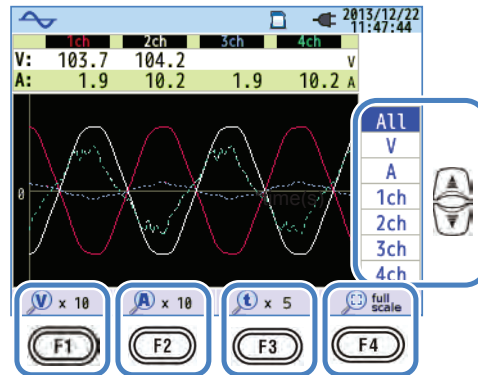 2013/12/22
11:47:44
1ch 2ch 3ch 4ch
V: 103.7 104.2 V
A: 1.9 10.2 1.9 10.2 A
0
Time(s)
All
V
A
1ch
2ch
3ch
4ch
V x 10
A x 10
t x 5
full
scale
F1
F2
F3
F4